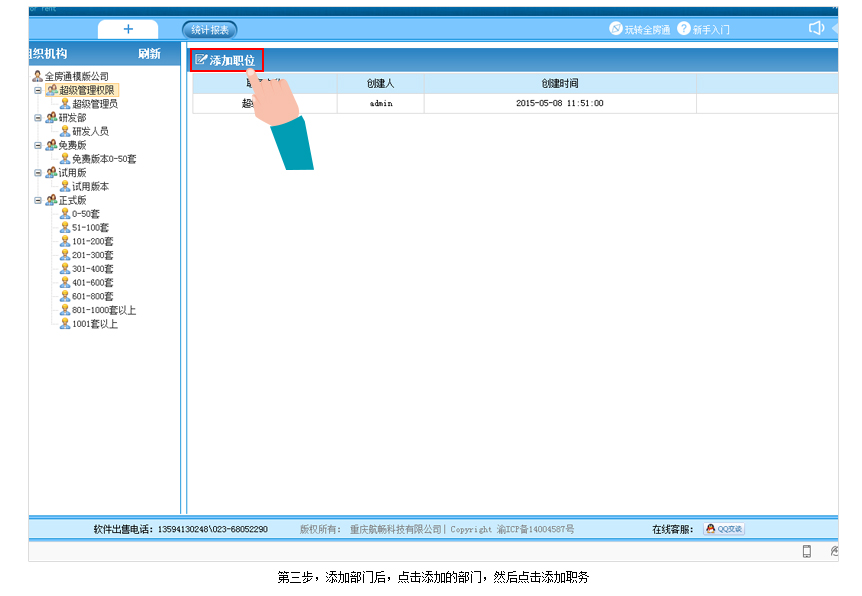 +
统计报表
玩转全房通
? 新手入门
组织机构 刷新
添加职位
创建人 创建时间
admin 2015-05-08 11:51:00
全房通模版公司
超级管理权限
超级管理员
研发部
研发人员
免费版
免费版本0-50套
试用版
试用版本
正式版
0-50套
51-100套
101-200套
201-300套
301-400套
401-600套
601-800套
801-1000套以上
1001套以上
软件出售电话：13594130248\023-68052290 版权所有： 重庆航畅科技有限公司| Copyright 渝ICP备14004587号 在线客服： QQ交谈
第三步，添加部门后，点击添加的部门，然后点击添加职务